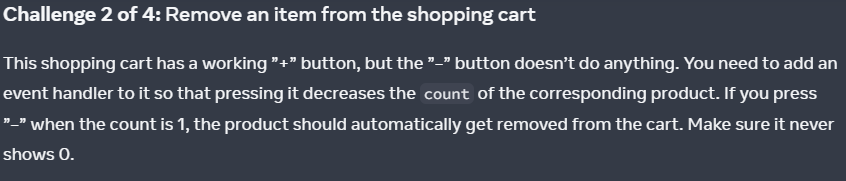 Challenge 2 of 4: Remove an item from the shopping cart
This shopping cart has a working ”+” button, but the ”–” button doesn’t do anything. You need to add an
event handler to it so that pressing it decreases the count of the corresponding product. If you press
”–” when the count is 1, the product should automatically get removed from the cart. Make sure it never
shows 0.